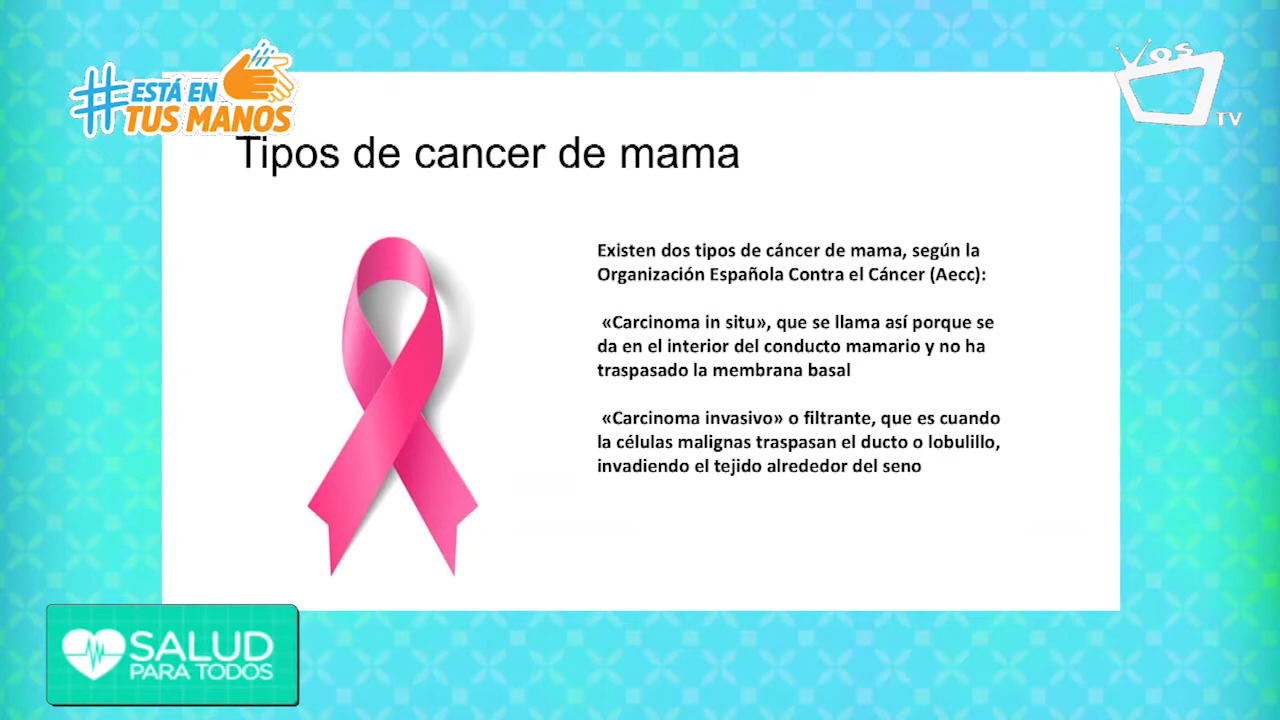 #ESTÁ EN
TUS MANOS
VOS
TV
Tipos de cancer de mama
Existen dos tipos de cáncer de mama, según la
Organización Española Contra el Cáncer (Aecc):
«Carcinoma in situ», que se llama así porque se
da en el interior del conducto mamario y no ha
traspasado la membrana basal
«Carcinoma invasivo» o filtrante, que es cuando
la células malignas traspasan el ducto o lobulillo,
invadiendo el tejido alrededor del seno
SALUD
PARA TODOS